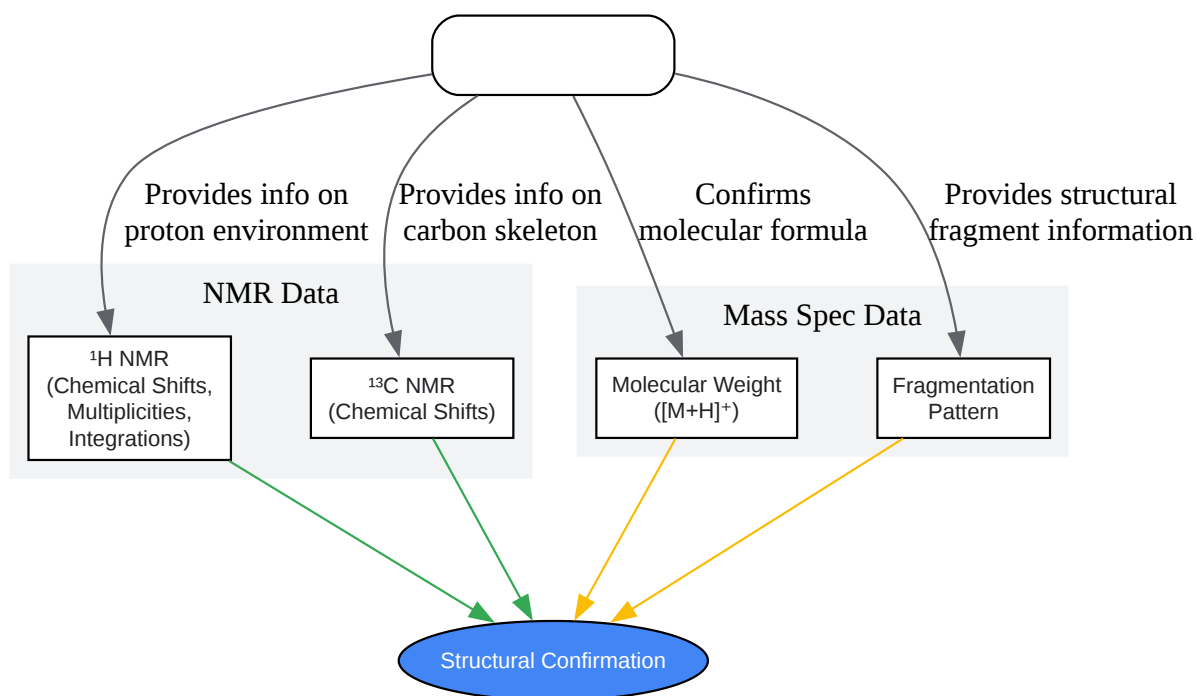 Provides info on
proton environment
Provides info on
carbon skeleton
Confirms
molecular formula
Provides structural
fragment information
NMR Data
Mass Spec Data
¹H NMR
(Chemical Shifts,
Multiplicities,
Integrations)
¹³C NMR
(Chemical Shifts)
Molecular Weight
([M+H]⁺)
Fragmentation
Pattern
Structural Confirmation